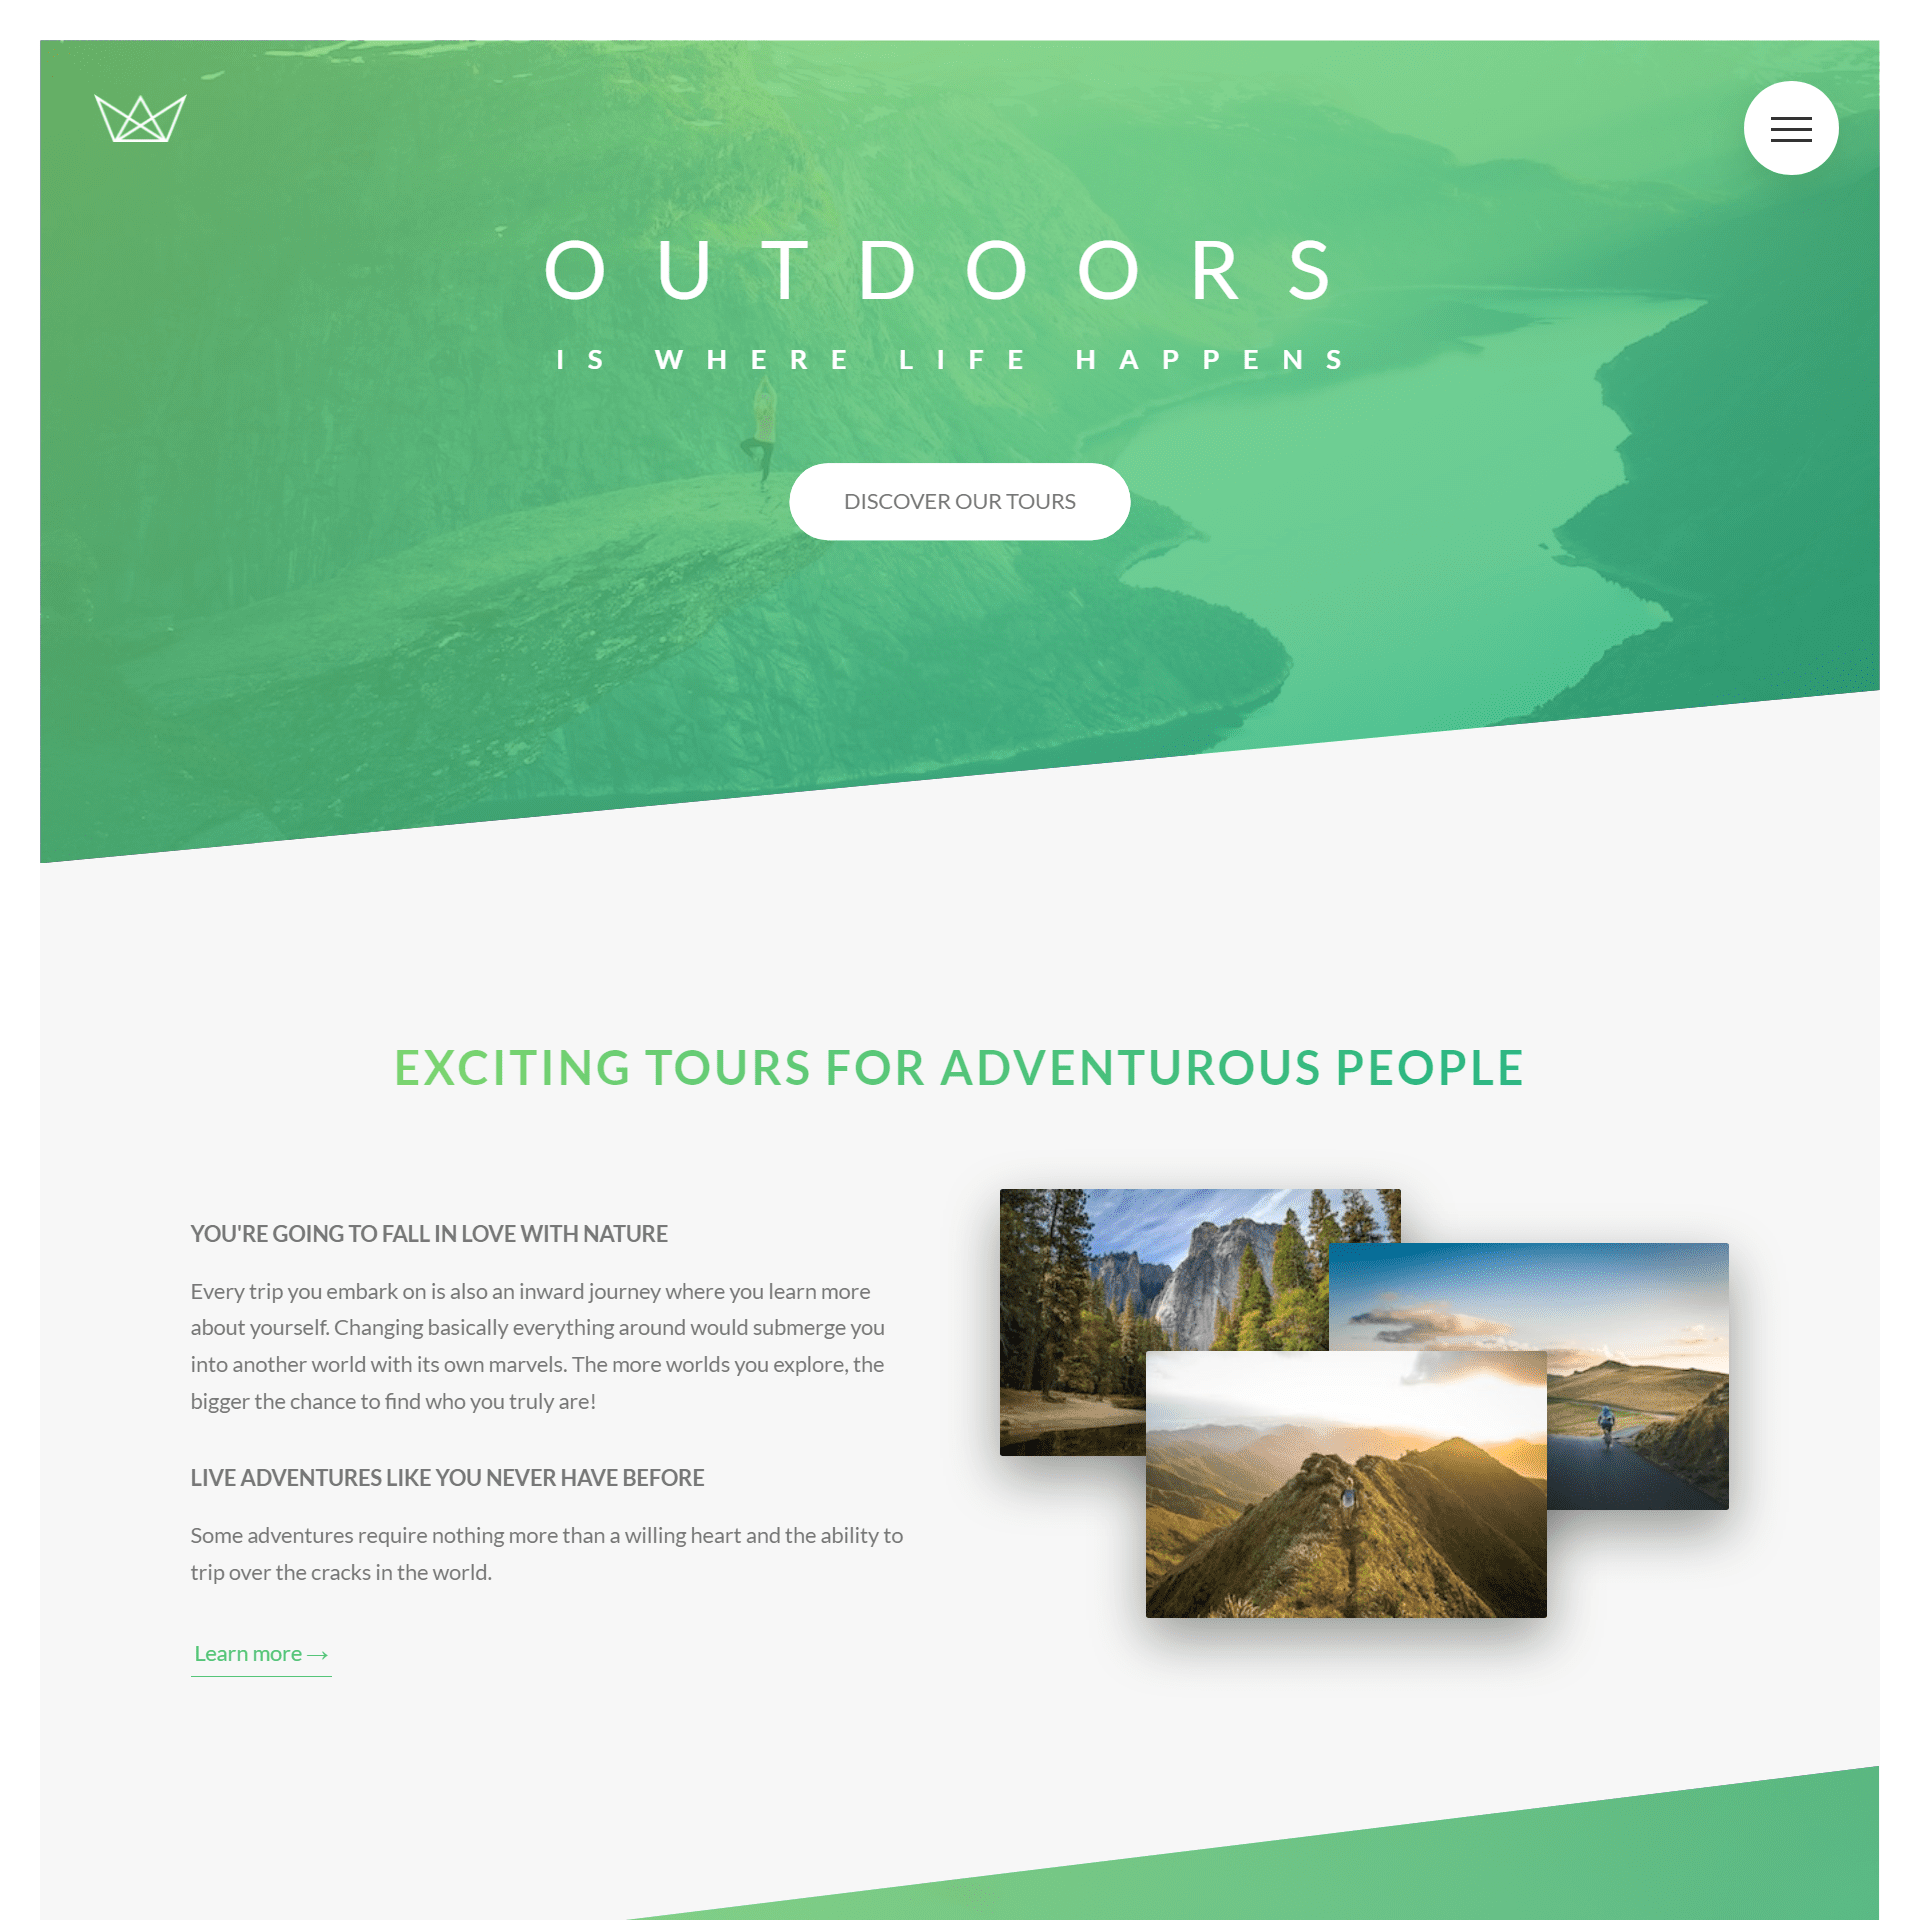 OUTDOORS
IS WHERE LIFE HAPPENS
DISCOVER OUR TOURS
EXCITING TOURS FOR ADVENTUROUS PEOPLE
YOU'RE GOING TO FALL IN LOVE WITH NATURE
Every trip you embark on is also an inward journey where you learn more
about yourself. Changing basically everything around would submerge you
into another world with its own marvels. The more worlds you explore, the
bigger the chance to find who you truly are!
LIVE ADVENTURES LIKE YOU NEVER HAVE BEFORE
Some adventures require nothing more than a willing heart and the ability to
trip over the cracks in the world.
Learn more →